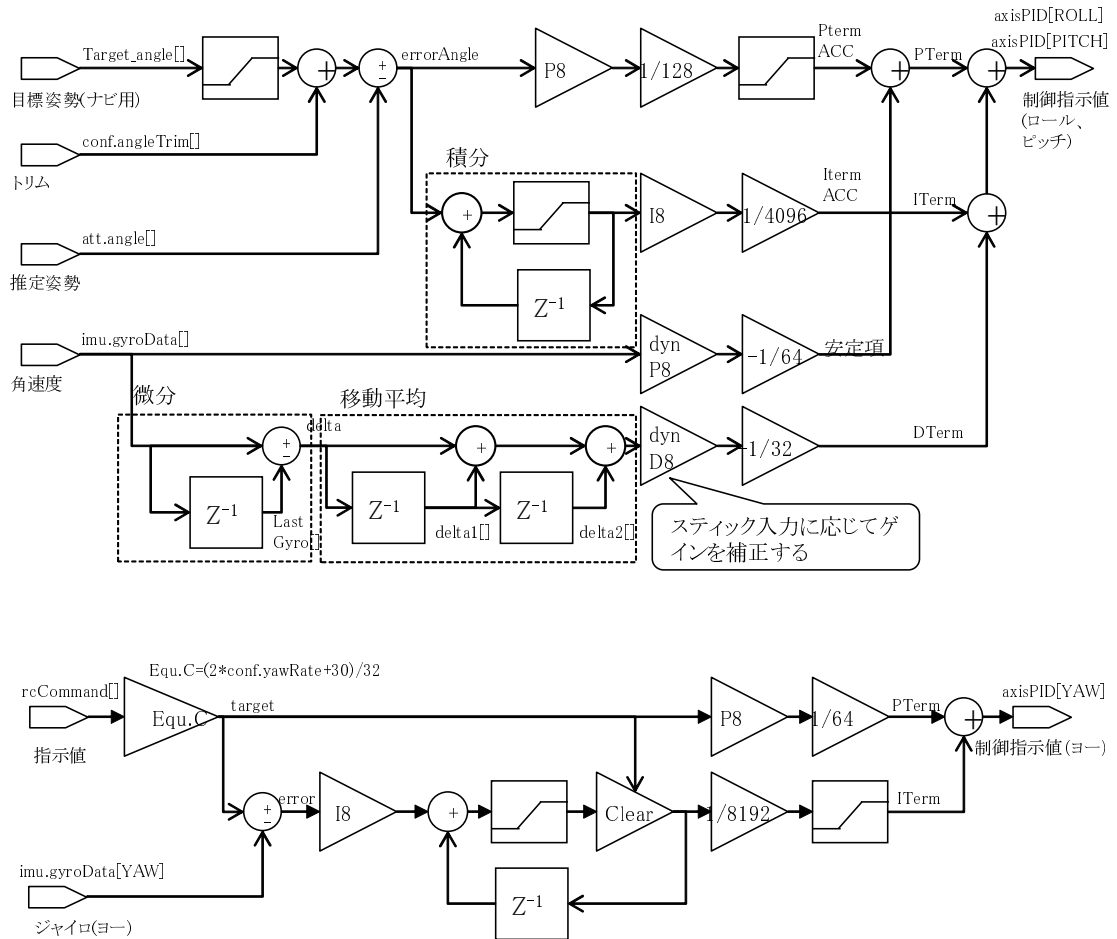 axisPID[ROLL]
axisPID[PITCH]
Target_angle[]
errorAngle
Pterm
ACC
PTerm
P8
1/128
目標姿勢(ナビ用)
制御指示値
(ロール、
ピッチ)
conf.angleTrim[]
トリム
積分
Iterm
ACC
ITerm
I8
1/4096
att.angle[]
推定姿勢
Z-1
imu.gyroData[]
角速度
dyn
P8
-1/64
安定項
微分
移動平均
delta
dyn
D8
-1/32
DTerm
Z-1
Last
Gyro[]
Z-1
delta1[]
Z-1
delta2[]
スティック入力に応じてゲ
インを補正する
Equ.C=(2*conf.yawRate+30)/32
rcCommand[]
Equ.C
target
P8
1/64
PTerm
axisPID[YAW]
指示値
制御指示値(ヨー)
error
I8
Clear
1/8192
ITerm
imu.gyroData[YAW]
Z-1
ジャイロ(ヨー)